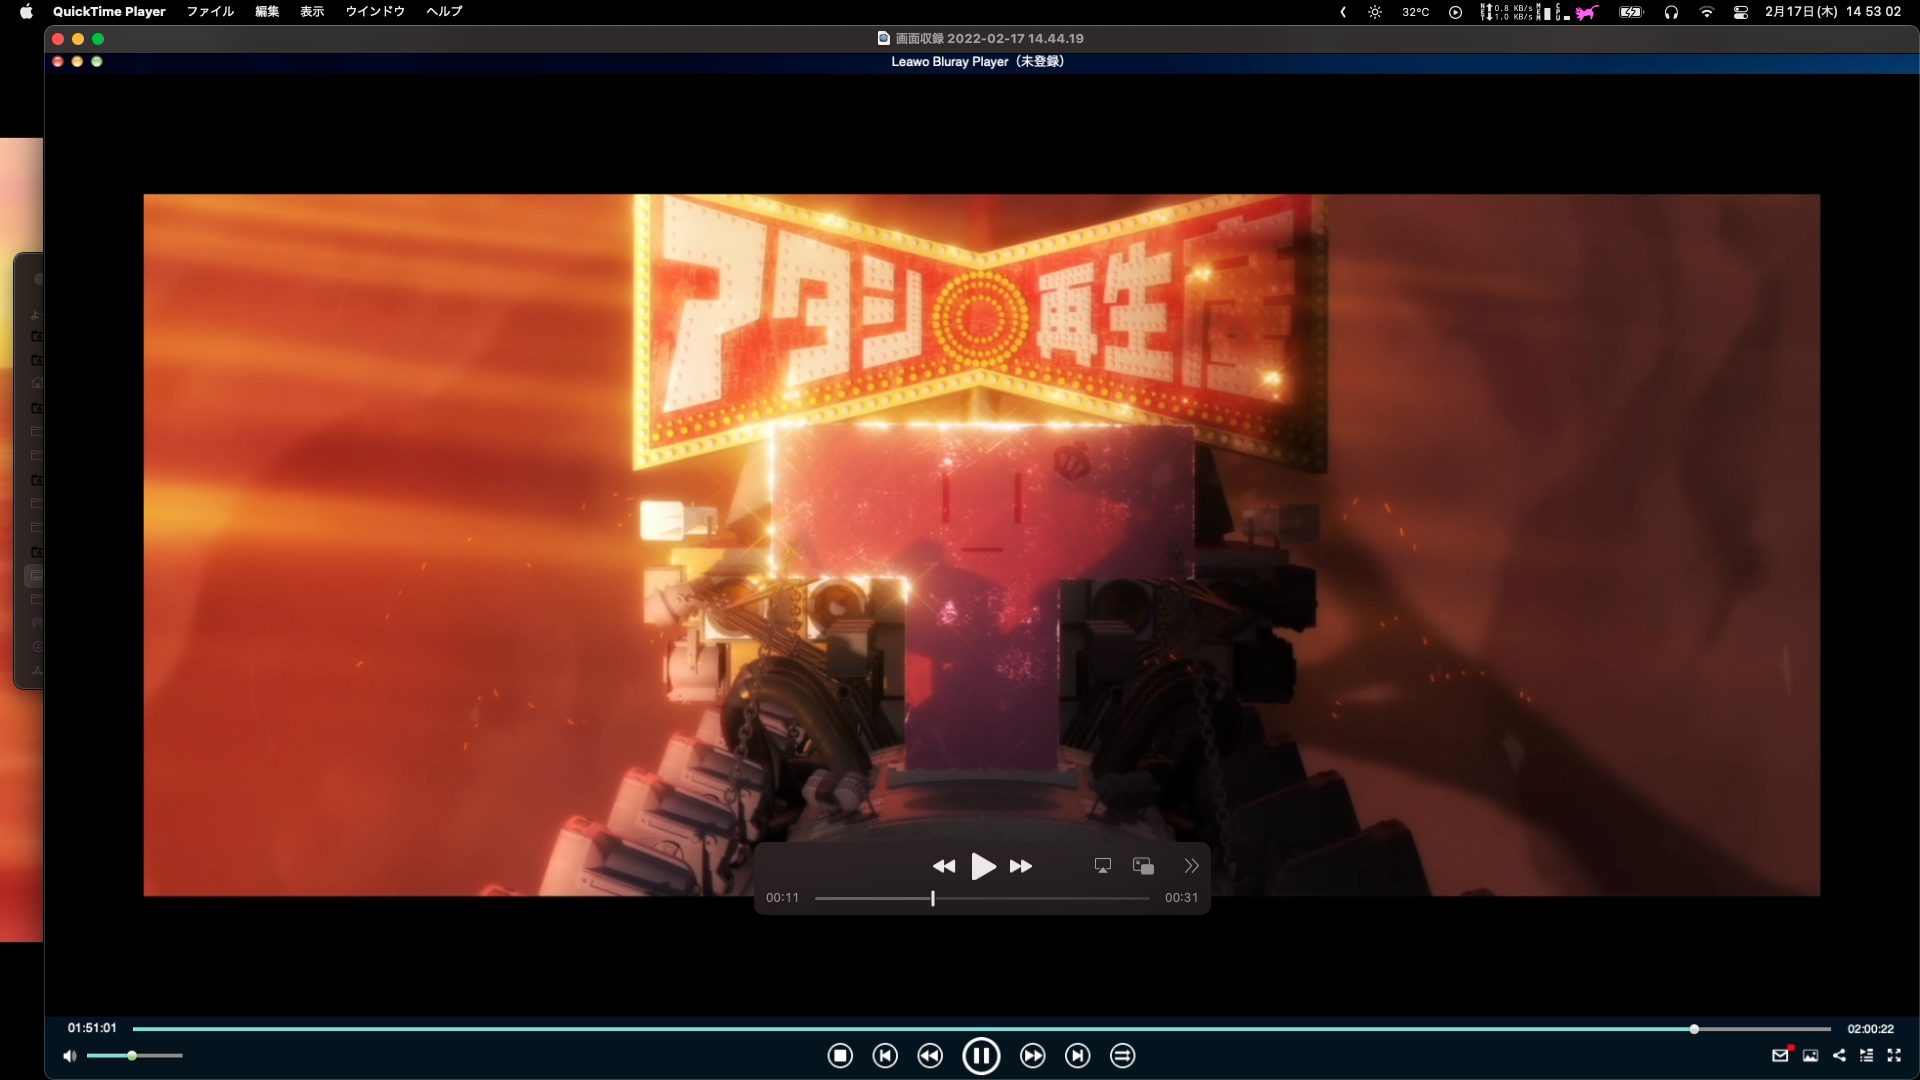 QuickTime Player ファイル 編集 表示 ウインドウ ヘルプ
32°C
0.8 KB/s
1.0 KB/s
2月17日(木) 14 53 02
画面収録 2022-02-17 14.44.19
Leawo Bluray Player（未登録）
アタシ再生産
00:11
00:31
01:51:01
02:00:22